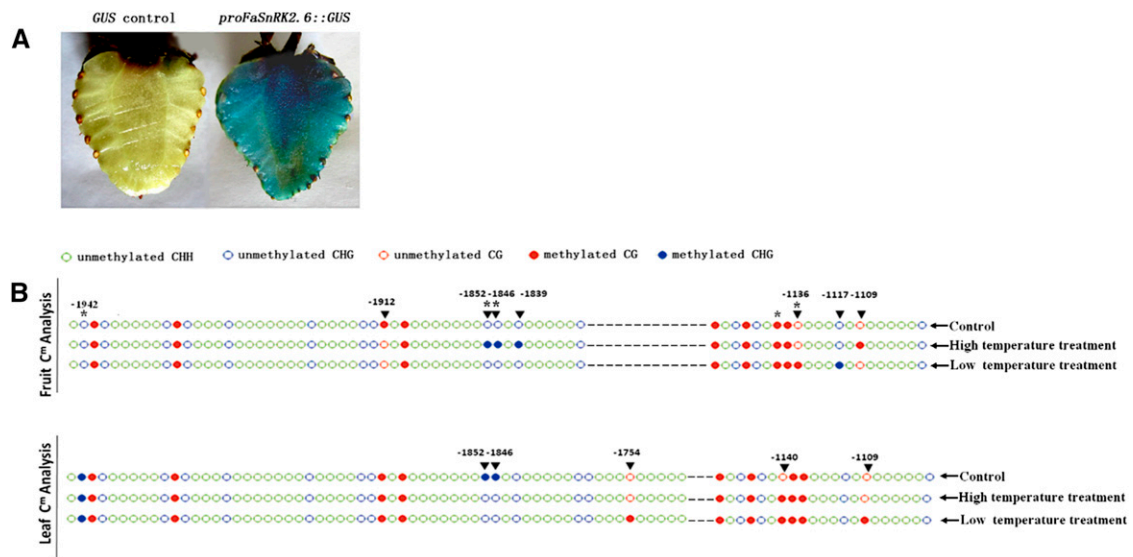 A
GUS control proFaSnRK2.6::GUS
unmethylated CHH unmethylated CHG unmethylated CG methylated CG methylated CHG
B
Fruit Cᵐ Analysis
-1942 -1912 -1852 -1846 -1839 -1136 -1117 -1109
* * * * *
Control
High temperature treatment
Low temperature treatment
Leaf Cᵐ Analysis
-1852 -1846 -1754 -1140 -1109
Control
High temperature treatment
Low temperature treatment